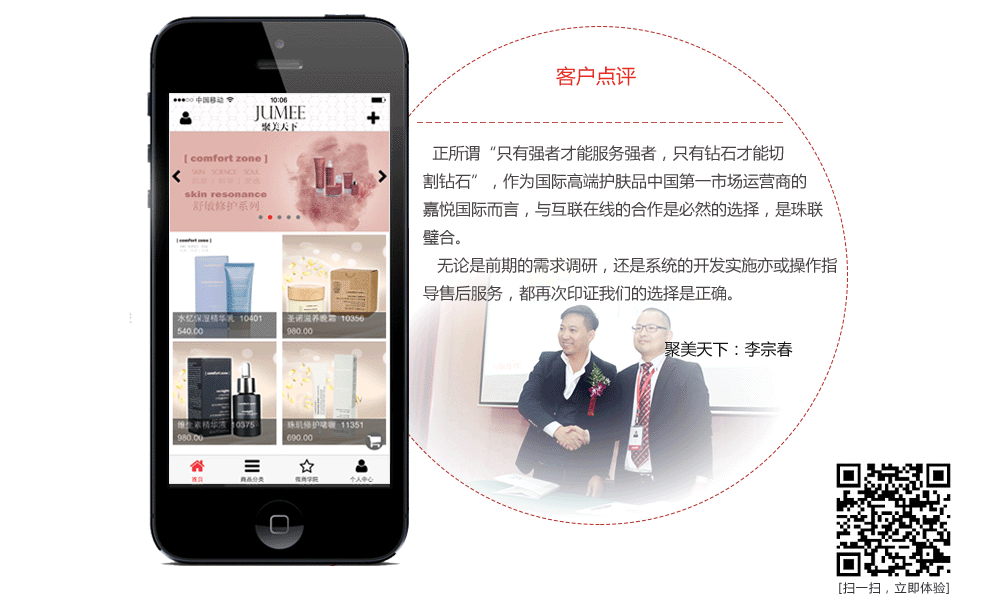 中国移动
10:06
JUMEE
聚美天下
[ comfort zone ]
SKIN SCIENCE SOUL
skin resonance
舒敏修护系列
[ comfort zone ]
水忆保湿精华乳 10401
540.00
圣诺滋养晚霜 10356
980.00
维生素精华液 10375
980.00
珠玑修护啫喱 11351
690.00
首页
商品分类
微商学院
个人中心
客户点评
正所谓“只有强者才能服务强者，只有钻石才能切
割钻石”，作为国际高端护肤品中国第一市场运营商的
嘉悦国际而言，与互联在线的合作是必然的选择，是珠联
璧合。
无论是前期的需求调研，还是系统的开发实施亦或操作指
导售后服务，都再次印证我们的选择是正确。
聚美天下：李宗春
[扫一扫，立即体验]